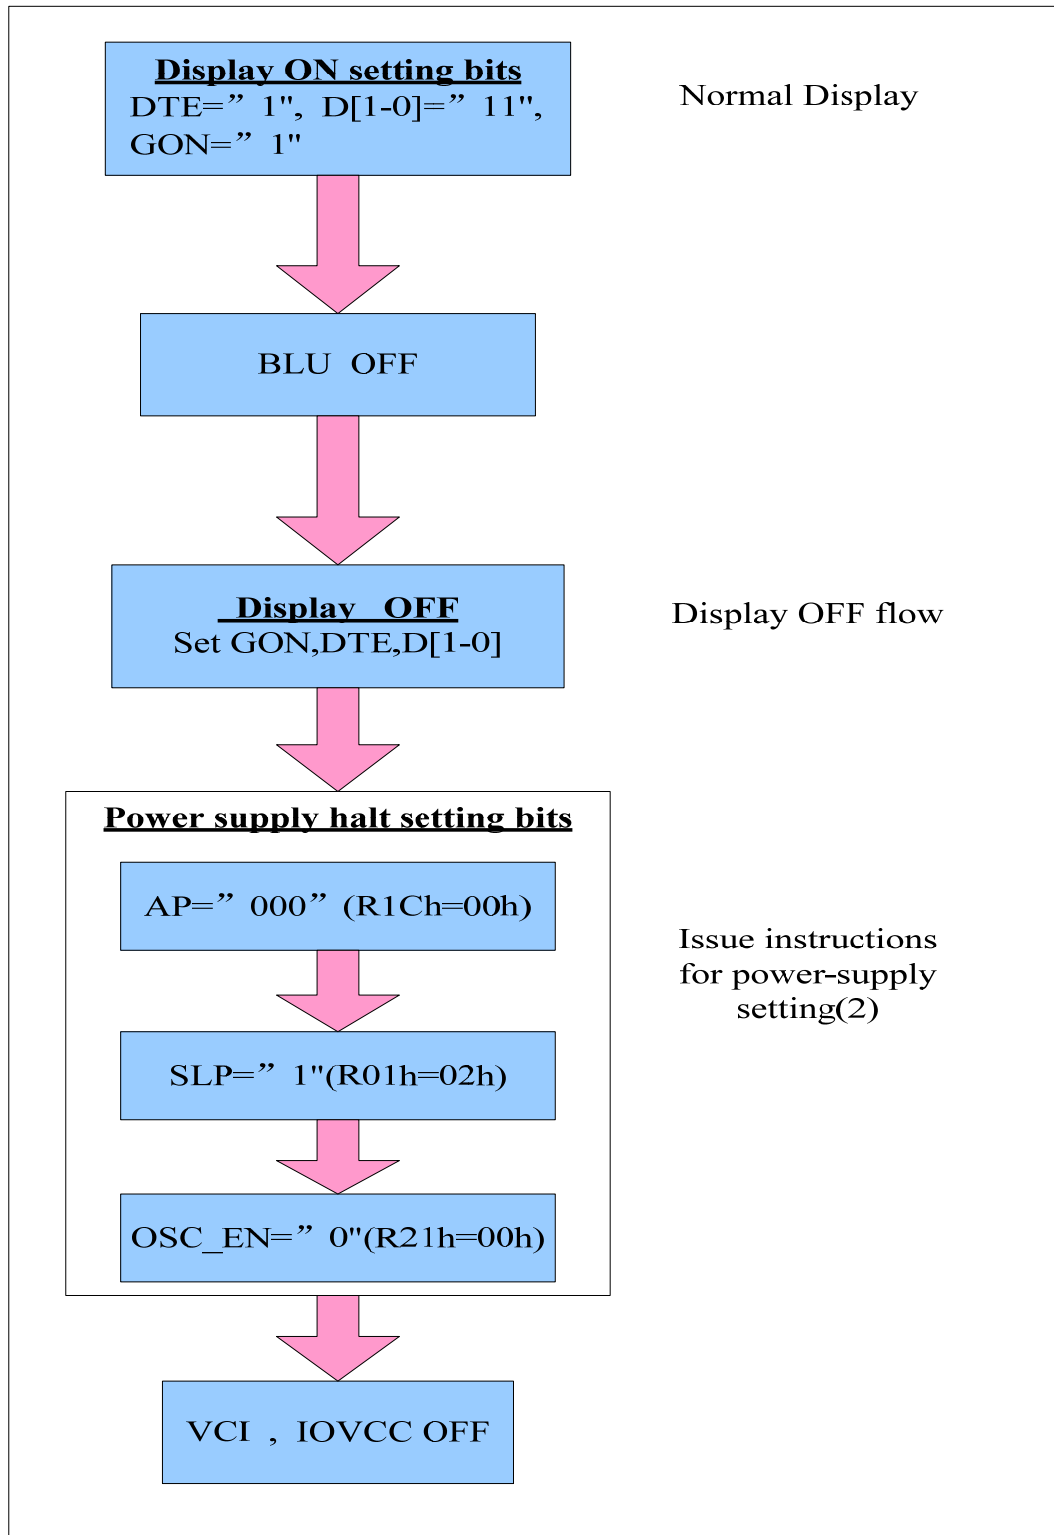 Display ON setting bits
DTE=” 1", D[1-0]=” 11",
GON=” 1"
Normal Display
BLU OFF
Display OFF
Set GON,DTE,D[1-0]
Display OFF flow
Power supply halt setting bits
AP=” 000” (R1Ch=00h)
SLP=” 1"(R01h=02h)
OSC_EN=” 0"(R21h=00h)
Issue instructions
for power-supply
setting(2)
VCI , IOVCC OFF